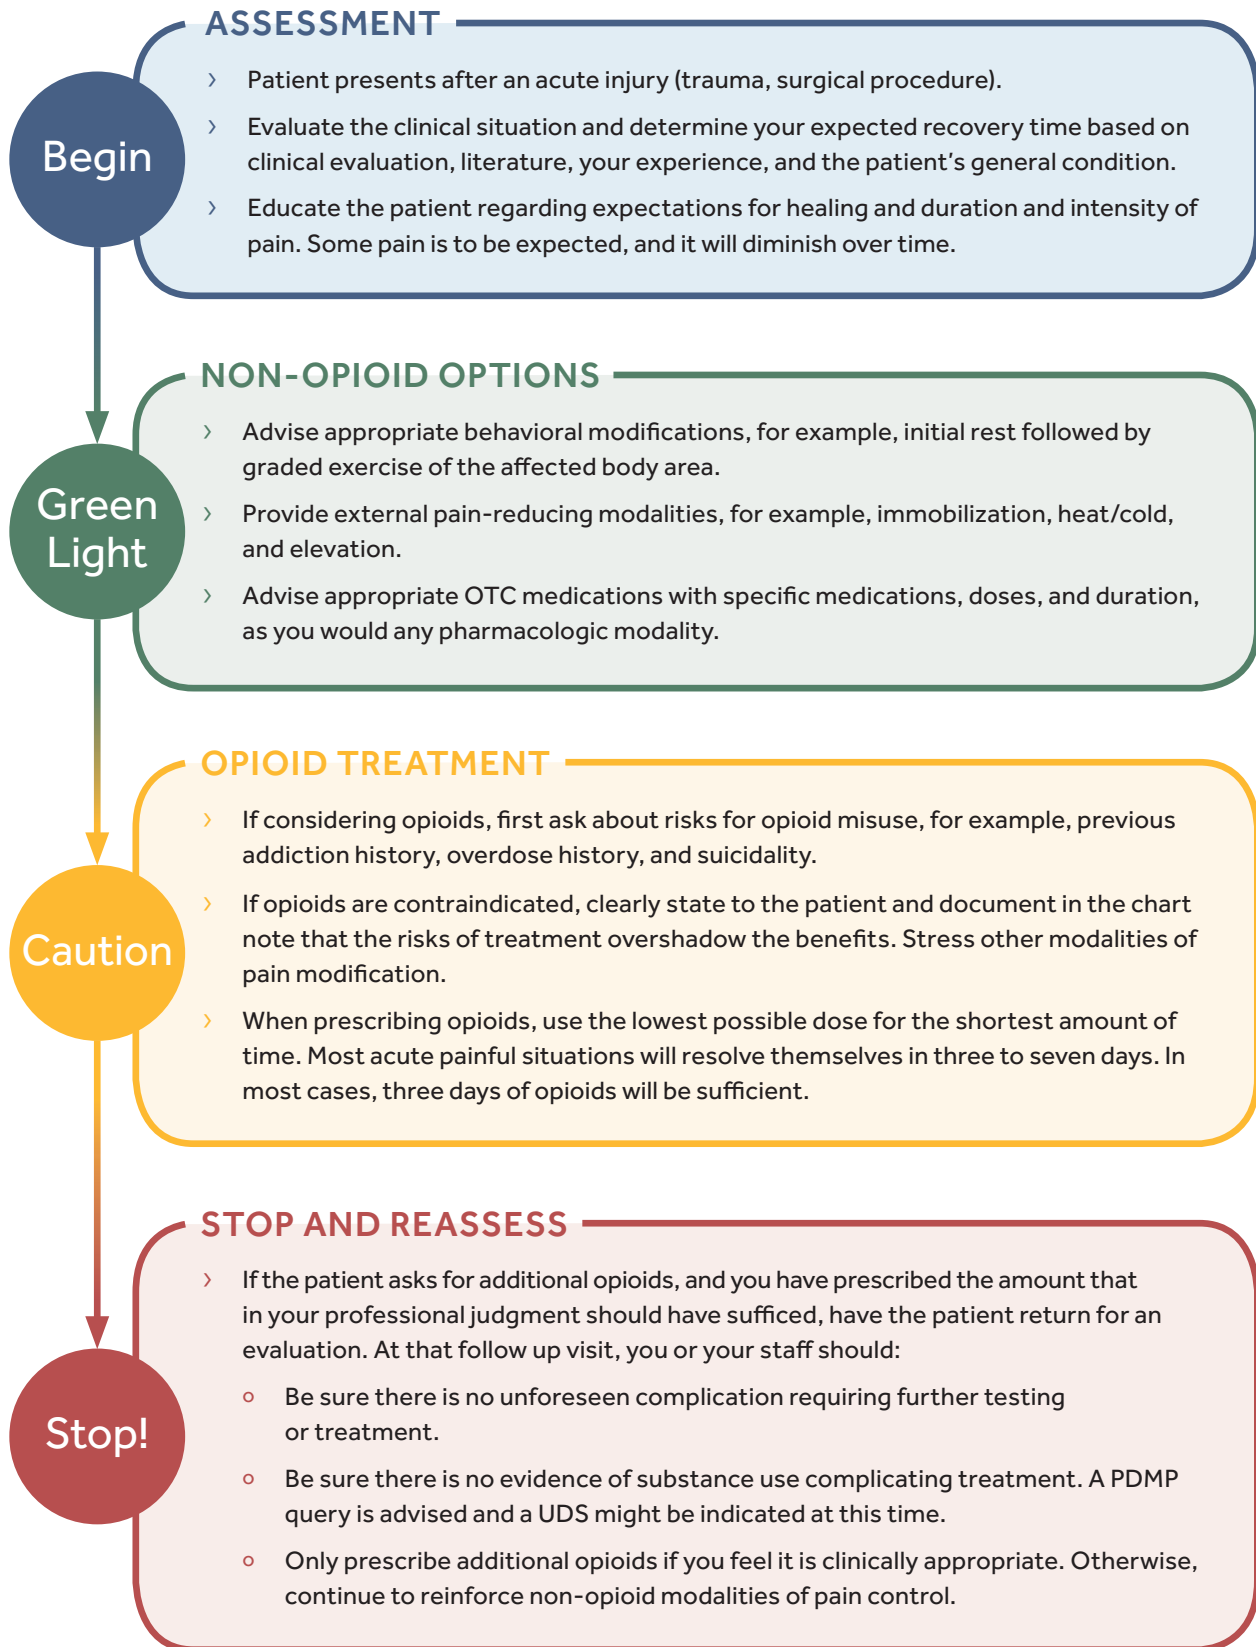 ASSESSMENT
Begin
› Patient presents after an acute injury (trauma, surgical procedure).
› Evaluate the clinical situation and determine your expected recovery time based on
clinical evaluation, literature, your experience, and the patient’s general condition.
› Educate the patient regarding expectations for healing and duration and intensity of
pain. Some pain is to be expected, and it will diminish over time.
NON-OPIOID OPTIONS
Green
Light
› Advise appropriate behavioral modifications, for example, initial rest followed by
graded exercise of the affected body area.
› Provide external pain-reducing modalities, for example, immobilization, heat/cold,
and elevation.
› Advise appropriate OTC medications with specific medications, doses, and duration,
as you would any pharmacologic modality.
OPIOID TREATMENT
Caution
› If considering opioids, first ask about risks for opioid misuse, for example, previous
addiction history, overdose history, and suicidality.
› If opioids are contraindicated, clearly state to the patient and document in the chart
note that the risks of treatment overshadow the benefits. Stress other modalities of
pain modification.
› When prescribing opioids, use the lowest possible dose for the shortest amount of
time. Most acute painful situations will resolve themselves in three to seven days. In
most cases, three days of opioids will be sufficient.
STOP AND REASSESS
Stop!
› If the patient asks for additional opioids, and you have prescribed the amount that
in your professional judgment should have sufficed, have the patient return for an
evaluation. At that follow up visit, you or your staff should:
○ Be sure there is no unforeseen complication requiring further testing
or treatment.
○ Be sure there is no evidence of substance use complicating treatment. A PDMP
query is advised and a UDS might be indicated at this time.
○ Only prescribe additional opioids if you feel it is clinically appropriate. Otherwise,
continue to reinforce non-opioid modalities of pain control.